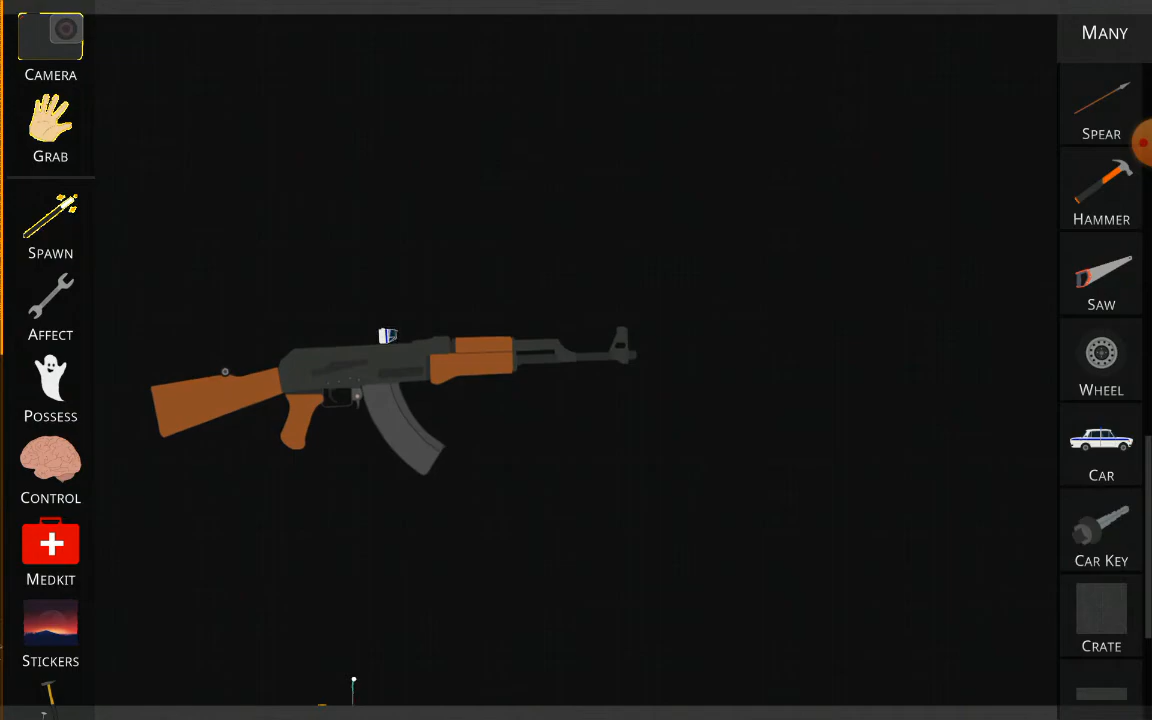 CAMERA
GRAB
SPAWN
AFFECT
POSSESS
CONTROL
MEDKIT
STICKERS
MANY
SPEAR
HAMMER
SAW
WHEEL
CAR
CAR KEY
CRATE